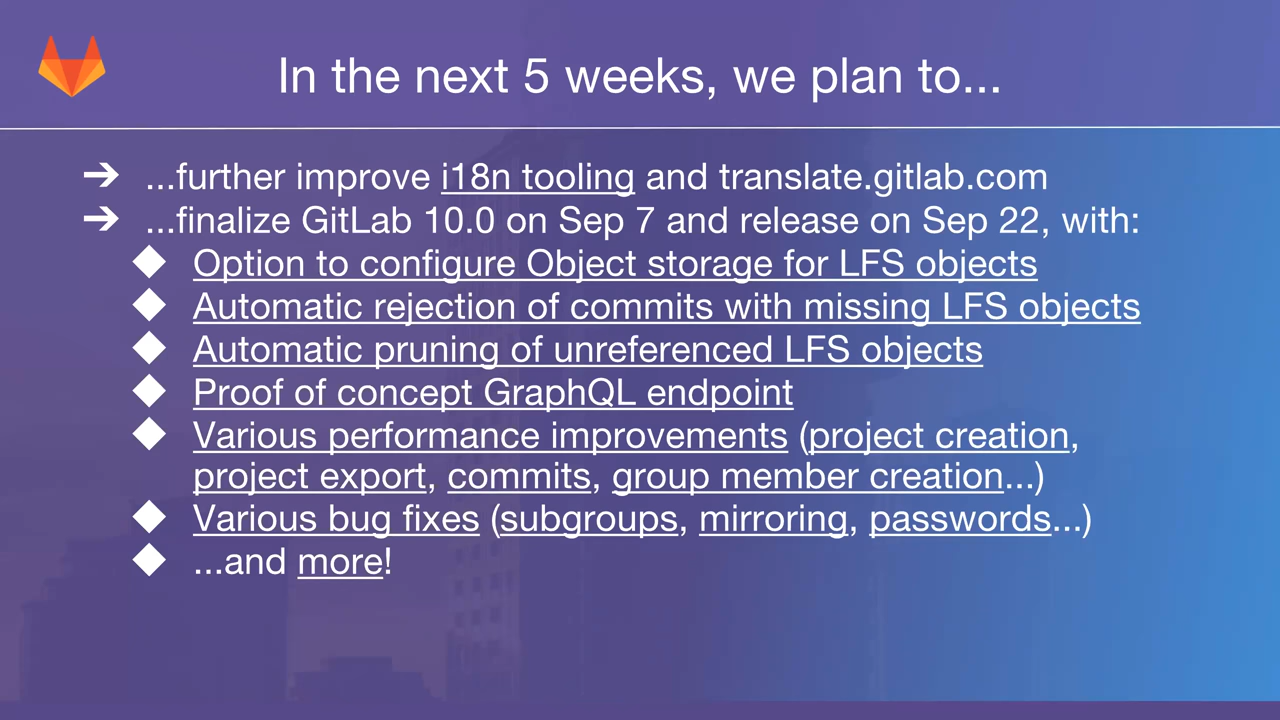 In the next 5 weeks, we plan to...
➔ ...further improve i18n tooling and translate.gitlab.com
➔ ...finalize GitLab 10.0 on Sep 7 and release on Sep 22, with:
◆ Option to configure Object storage for LFS objects
◆ Automatic rejection of commits with missing LFS objects
◆ Automatic pruning of unreferenced LFS objects
◆ Proof of concept GraphQL endpoint
◆ Various performance improvements (project creation,
project export, commits, group member creation...)
◆ Various bug fixes (subgroups, mirroring, passwords...)
◆ ...and more!